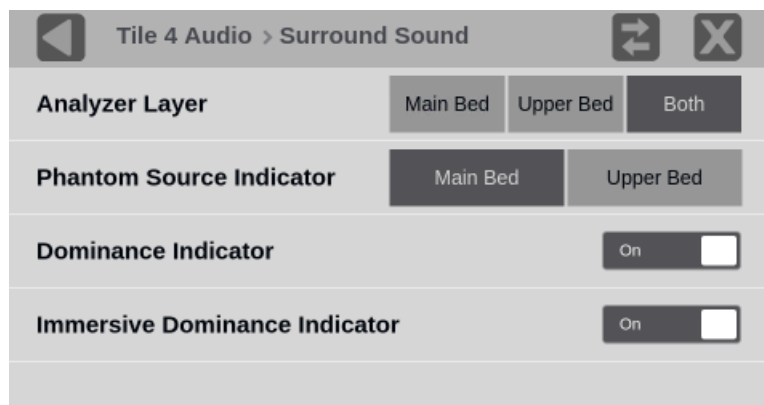 Tile 4 Audio > Surround Sound
Analyzer Layer Main Bed Upper Bed Both
Phantom Source Indicator Main Bed Upper Bed
Dominance Indicator On
Immersive Dominance Indicator On